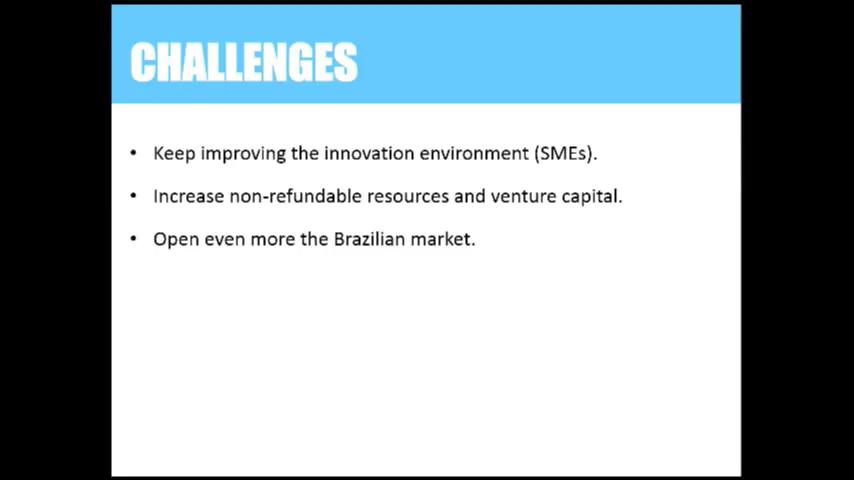 CHALLENGES
• Keep improving the innovation environment (SMEs).
• Increase non-refundable resources and venture capital.
• Open even more the Brazilian market.